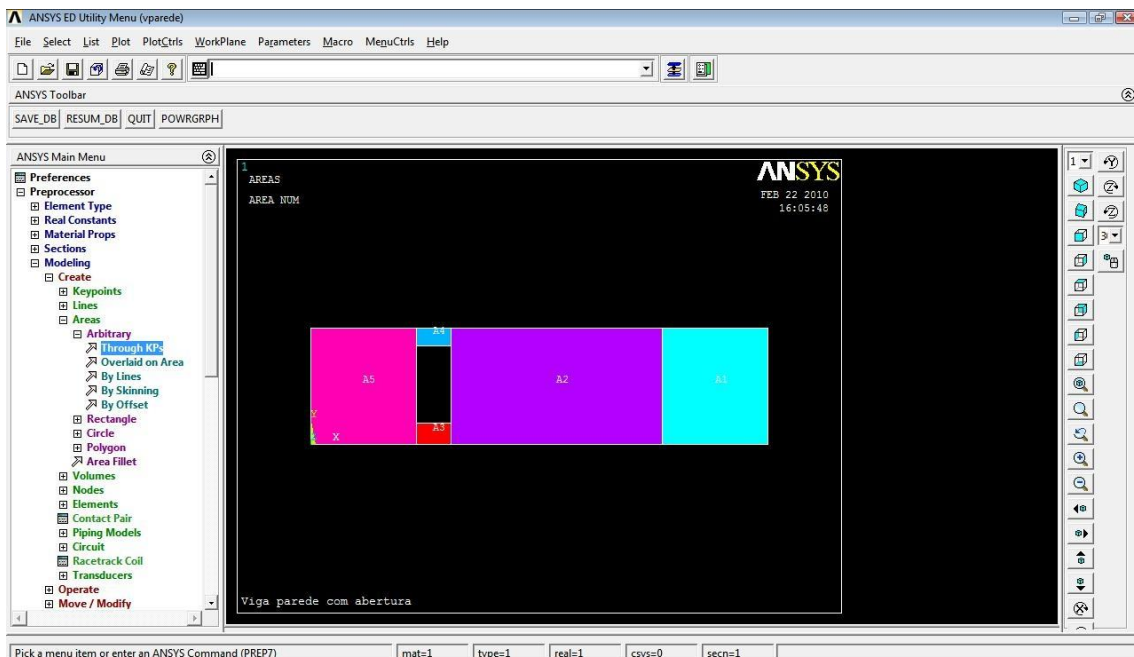 ANSYS ED Utility Menu (vparede)
File Select List Plot PlotCtrls WorkPlane Parameters Macro MenuCtrls Help
ANSYS Toolbar
SAVE_DB RESUM_DB QUIT POWRGRPH
ANSYS Main Menu
Preferences
Preprocessor
Element Type
Real Constants
Material Props
Sections
Modeling
Create
Keypoints
Lines
Areas
Arbitrary
Through KPs
Overlaid on Area
By Lines
By Skinning
By Offset
Rectangle
Circle
Polygon
Area Fillet
Volumes
Nodes
Elements
Contact Pair
Piping Models
Circuit
Racetrack Coil
Transducers
Operate
Move / Modify
1
AREAS
AREA NUM
ANSYS
FEB 22 2010
16:05:48
A4
A5
A2
A1
A3
Y
X
Viga parede com abertura
1
Pick a menu item or enter an ANSYS Command (PREP7)
mat=1
type=1
real=1
csys=0
secn=1